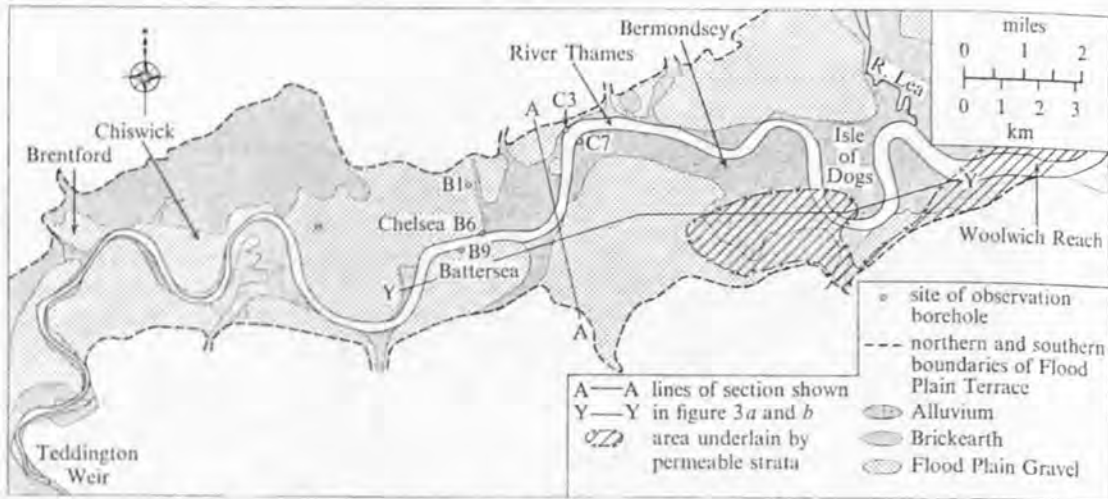 miles
0 1 2
0 1 2 3
km
Bermondsey
River Thames
R. Lea
A
C3
C7
Chiswick
Brentford
Isle
of
Dogs
Y
B1
Chelsea B6
B9
Battersea
Y
Woolwich Reach
A
Teddington
Weir
site of observation
borehole
northern and southern
boundaries of Flood
Plain Terrace
A—A lines of section shown
Y—Y in figure 3a and b
area underlain by
permeable strata
Alluvium
Brickearth
Flood Plain Gravel